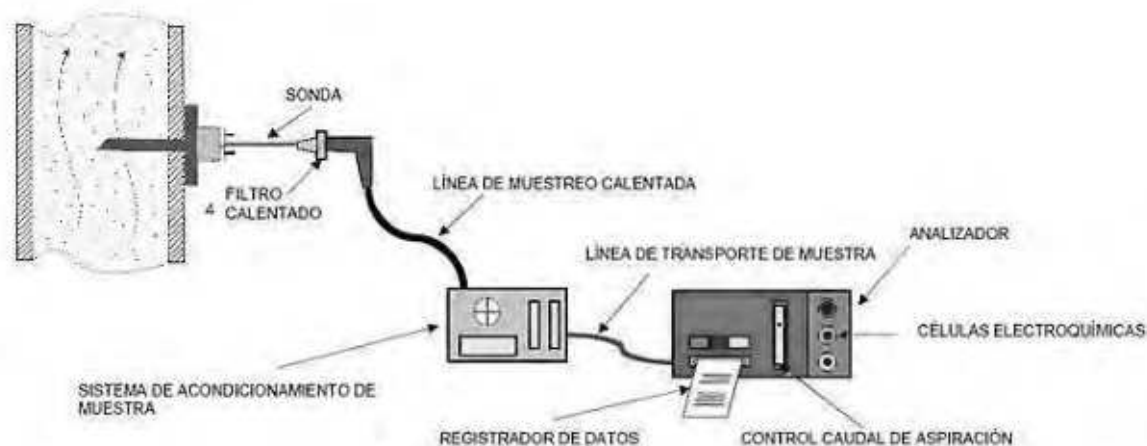 SONDA
4 FILTRO
CALENTADO
LÍNEA DE MUESTREO CALENTADA
LÍNEA DE TRANSPORTE DE MUESTRA
ANALIZADOR
CÉLULAS ELECTROQUÍMICAS
SISTEMA DE ACONDICIONAMIENTO DE
MUESTRA
REGISTRADOR DE DATOS
CONTROL CAUDAL DE ASPIRACIÓN